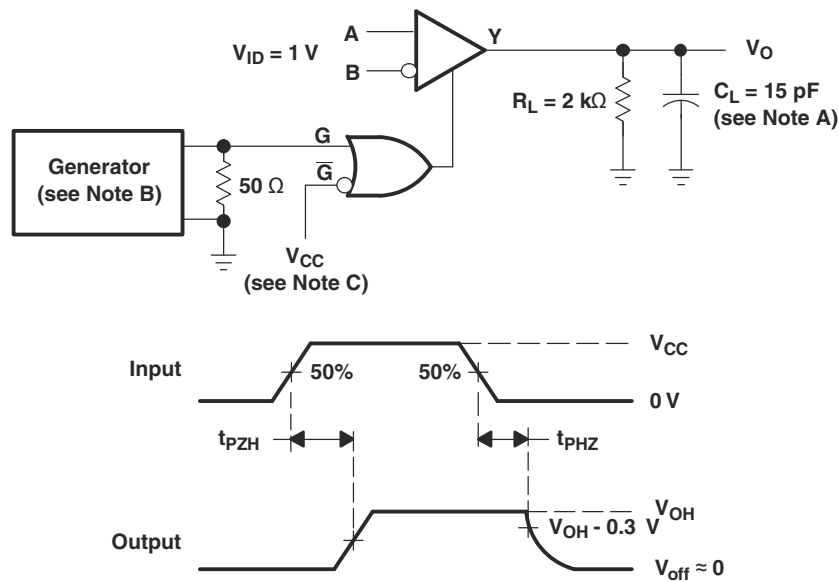 A
Y
V_O
V_ID = 1 V
B
R_L = 2 kΩ
C_L = 15 pF
(see Note A)
G
G̅
Generator
(see Note B)
50 Ω
V_CC
(see Note C)
V_CC
Input
50%
50%
0 V
t_PZH
t_PHZ
V_OH
V_OH - 0.3 V
Output
V_off ≈ 0